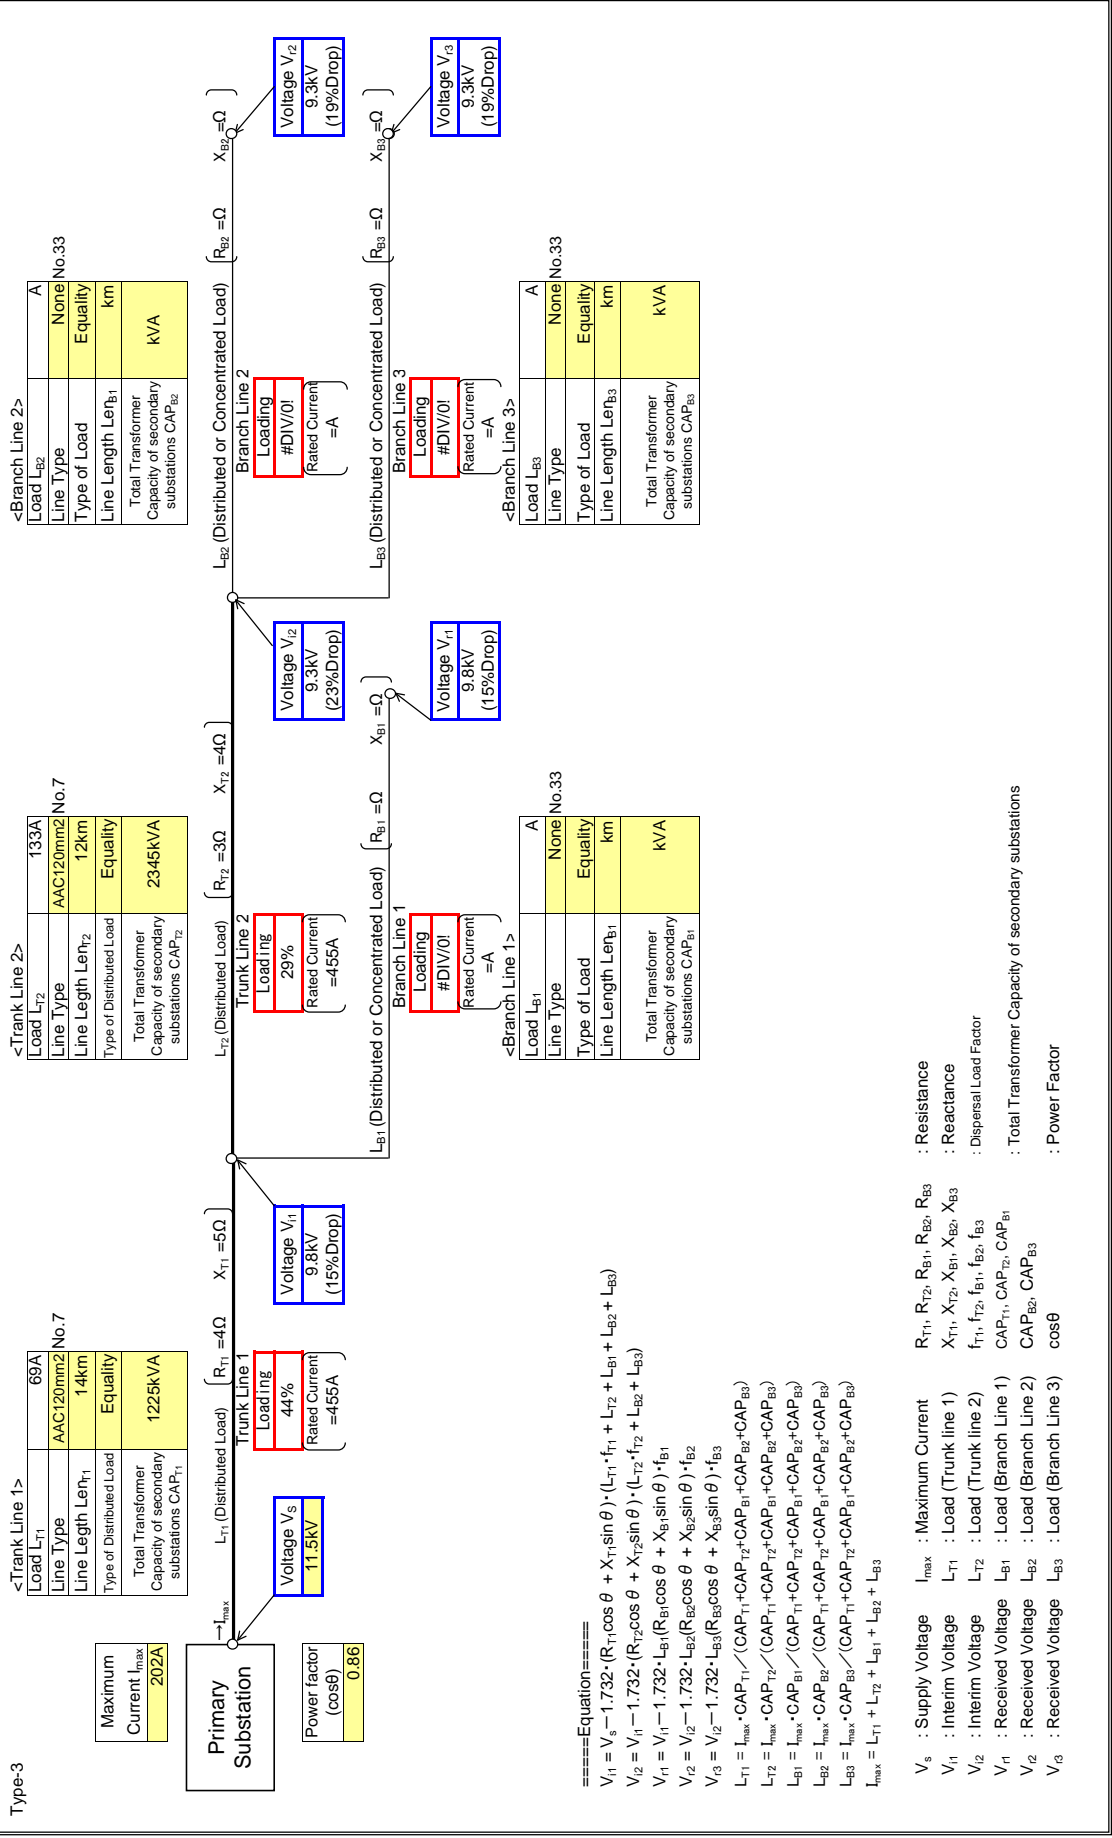 Type-3
Maximum
Current Imax
202A
Primary
Substation
Power factor
(cosθ)
0.86
→Imax
Voltage VS
11.5kV
<Trank Line 1>
Load LT1 69A
Line Type AAC120mm2 No.7
Line Length LenT1 14km
Type of Distributed Load Equality
Total Transformer
Capacity of secondary
substations CAPT1
1225kVA
LT1 (Distributed Load) RT1 =4Ω XT1 =5Ω
Trunk Line 1
Loading
44%
Rated Current
=455A
Voltage Vi1
9.8kV
(15%Drop)
<Trank Line 2>
Load LT2 133A
Line Type AAC120mm2 No.7
Line Legth LenT2 12km
Type of Distributed Load Equality
Total Transformer
Capacity of secondary
substations CAPT2
2345kVA
LT2 (Distributed Load) RT2 =3Ω XT2 =4Ω
Trunk Line 2
Loading
29%
Rated Current
=455A
Voltage Vi2
9.3kV
(23%Drop)
LB1 (Distributed or Concentrated Load) RB1 =Ω XB1 =Ω
Branch Line 1
Loading
#DIV/0!
Rated Current
=A
Voltage Vr1
9.8kV
(15%Drop)
<Branch Line 1>
Load LB1 A
Line Type None No.33
Type of Load Equality
Line Length LenB1 km
Total Transformer
Capacity of secondary
substations CAPB1
kVA
<Branch Line 2>
Load LB2 A
Line Type None No.33
Type of Load Equality
Line Length LenB1 km
Total Transformer
Capacity of secondary
substations CAPB2
kVA
LB2 (Distributed or Concentrated Load) RB2 =Ω XB2 =Ω
Branch Line 2
Loading
#DIV/0!
Rated Current
=A
Voltage Vr2
9.3kV
(19%Drop)
LB3 (Distributed or Concentrated Load) RB3 =Ω XB3 =Ω
Branch Line 3
Loading
#DIV/0!
Rated Current
=A
Voltage Vr3
9.3kV
(19%Drop)
<Branch Line 3>
Load LB3 A
Line Type None No.33
Type of Load Equality
Line Length LenB3 km
Total Transformer
Capacity of secondary
substations CAPB3
kVA
=====Equation=====
Vi1 = Vs－1.732・(RT1cos θ + XT1sin θ)・(LT1・fT1 + LT2 + LB1 + LB2 + LB3)
Vi2 = Vi1－1.732・(RT2cos θ + XT2sin θ)・(LT2・fT2 + LB2 + LB3)
Vr1 = Vi1－1.732・LB1(RB1cos θ + XB1sin θ)・fB1
Vr2 = Vi2－1.732・LB2(RB2cos θ + XB2sin θ)・fB2
Vr3 = Vi2－1.732・LB3(RB3cos θ + XB3sin θ)・fB3
LT1 = Imax・CAPT1／(CAPT1+CAPT2+CAPB1+CAPB2+CAPB3)
LT2 = Imax・CAPT2／(CAPT1+CAPT2+CAPB1+CAPB2+CAPB3)
LB1 = Imax・CAPB1／(CAPT1+CAPT2+CAPB1+CAPB2+CAPB3)
LB2 = Imax・CAPB2／(CAPT1+CAPT2+CAPB1+CAPB2+CAPB3)
LB3 = Imax・CAPB3／(CAPT1+CAPT2+CAPB1+CAPB2+CAPB3)
Imax = LT1 + LT2 + LB1 + LB2 + LB3
Vs : Supply Voltage Imax : Maximum Current RT1, RT2, RB1, RB2, RB3 : Resistance
Vi1 : Interim Voltage LT1 : Load (Trunk line 1) XT1, XT2, XB1, XB2, XB3 : Reactance
Vi2 : Interim Voltage LT2 : Load (Trunk line 2) fT1, fT2, fB1, fB2, fB3 : Dispersal Load Factor
Vr1 : Received Voltage LB1 : Load (Branch Line 1) CAPT1, CAPT2, CAPB1
Vr2 : Received Voltage LB2 : Load (Branch Line 2) CAPB2, CAPB3 : Total Transformer Capacity of secondary substations
Vr3 : Received Voltage LB3 : Load (Branch Line 3) cosθ : Power Factor